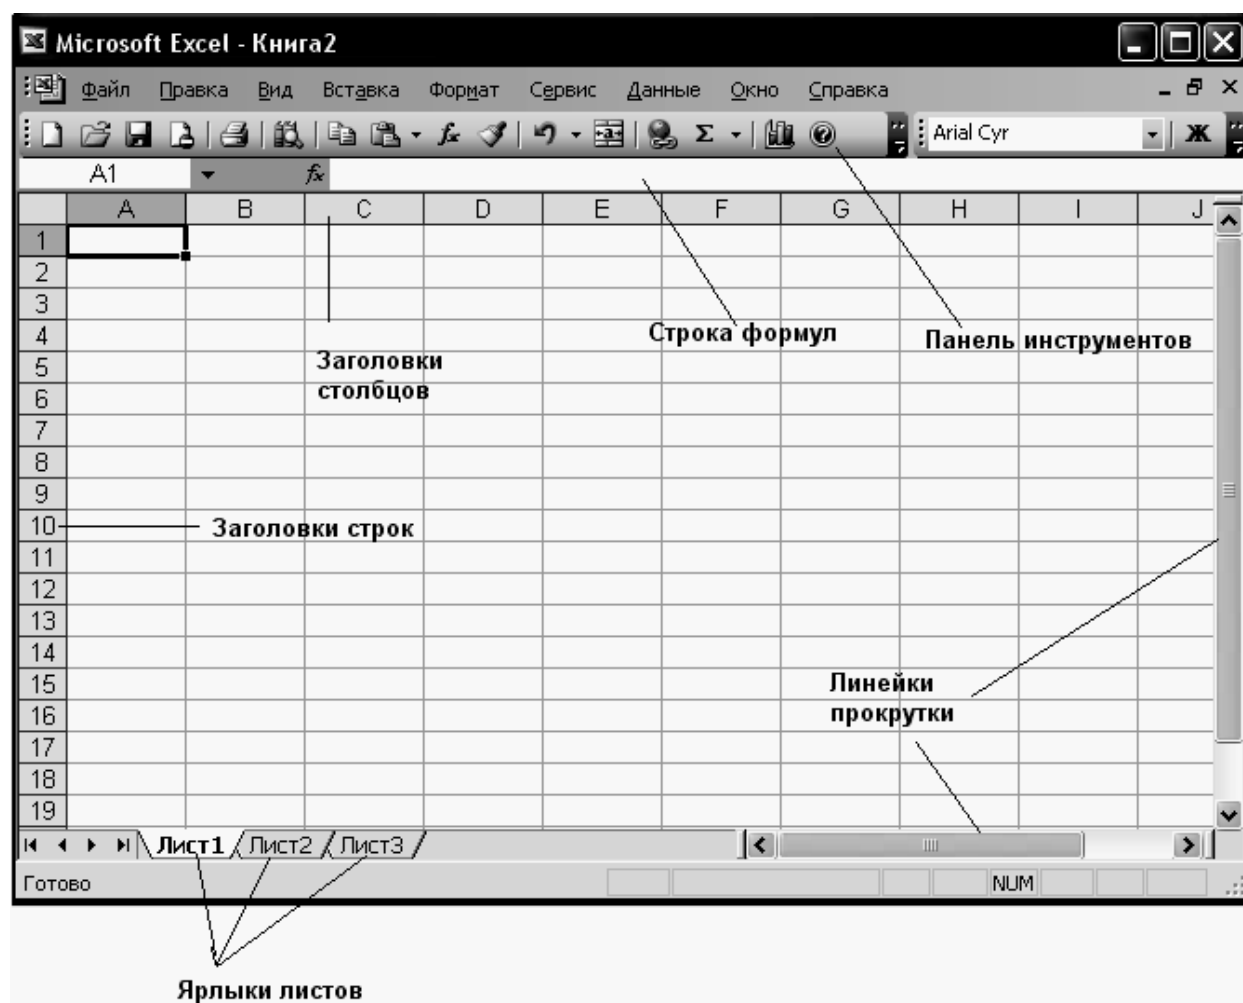 Microsoft Excel - Книга2
Файл Правка Вид Вставка Формат Сервис Данные Окно Справка
Arial Cyr Ж
A1 fx
A B C D E F G H I J
1
2
3
4
Строка формул
Панель инструментов
5
Заголовки
столбцов
6
7
8
9
10
Заголовки строк
11
12
13
14
15
Линейки
прокрутки
16
17
18
19
Лист1 Лист2 Лист3
Готово NUM
Ярлыки листов